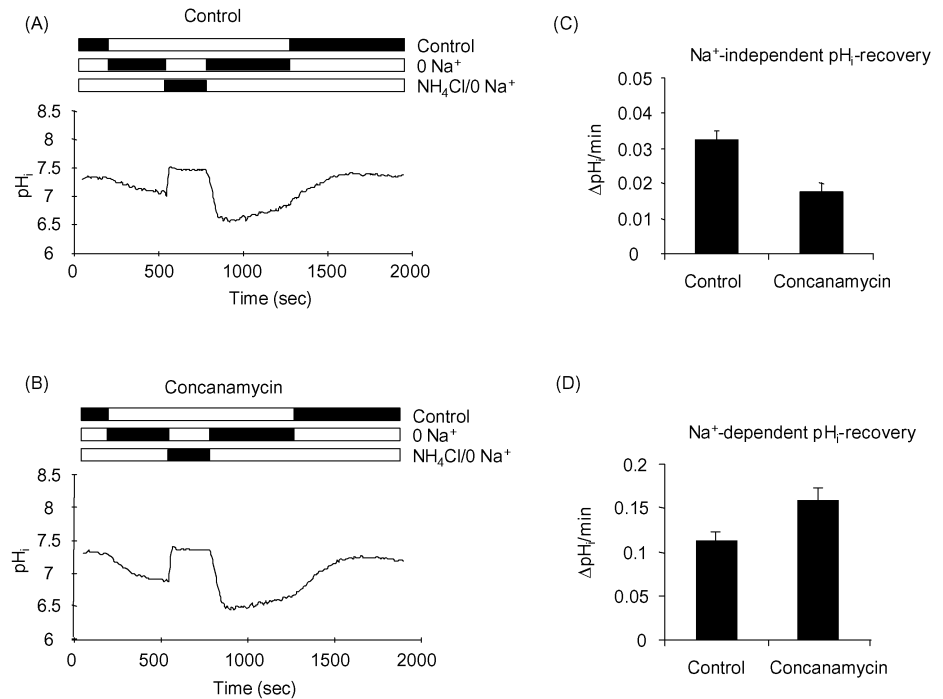 (A)
Control
Control
0 Na⁺
NH₄Cl/0 Na⁺
8.5
8
7.5
7
6.5
6
pHᵢ
0 500 1000 1500 2000
Time (sec)
(C)
Na⁺-independent pHᵢ-recovery
0.05
0.04
0.03
0.02
0.01
0
ΔpHᵢ/min
Control Concanamycin
(B)
Concanamycin
Control
0 Na⁺
NH₄Cl/0 Na⁺
8.5
8
7.5
7
6.5
6
pHᵢ
0 500 1000 1500 2000
Time (sec)
(D)
Na⁺-dependent pHᵢ-recovery
0.2
0.15
0.1
0.05
0
ΔpHᵢ/min
Control Concanamycin